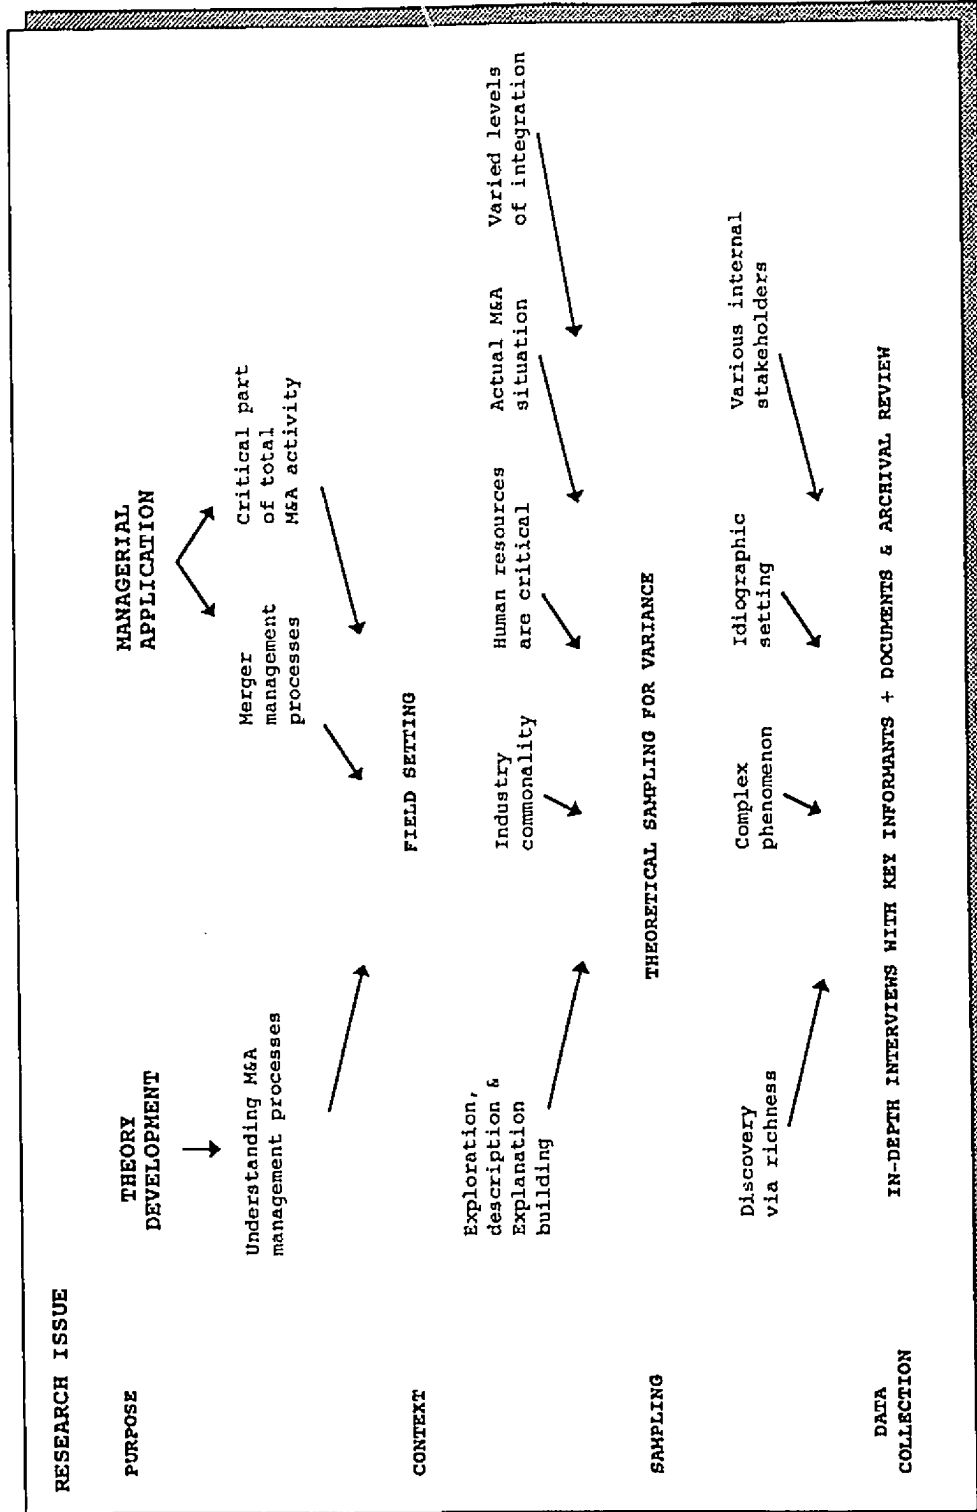 RESEARCH ISSUE
PURPOSE
THEORY
DEVELOPMENT
MANAGERIAL
APPLICATION
Understanding M&A
management processes
Merger
management
processes
Critical part
of total
M&A activity
CONTEXT
FIELD SETTING
Exploration,
description &
Explanation
building
Industry
commonality
Human resources
are critical
Actual M&A
situation
Varied levels
of integration
SAMPLING
THEORETICAL SAMPLING FOR VARIANCE
Discovery
via richness
Complex
phenomenon
Idiographic
setting
Various internal
stakeholders
DATA
COLLECTION
IN-DEPTH INTERVIEWS WITH KEY INFORMANTS + DOCUMENTS & ARCHIVAL REVIEW